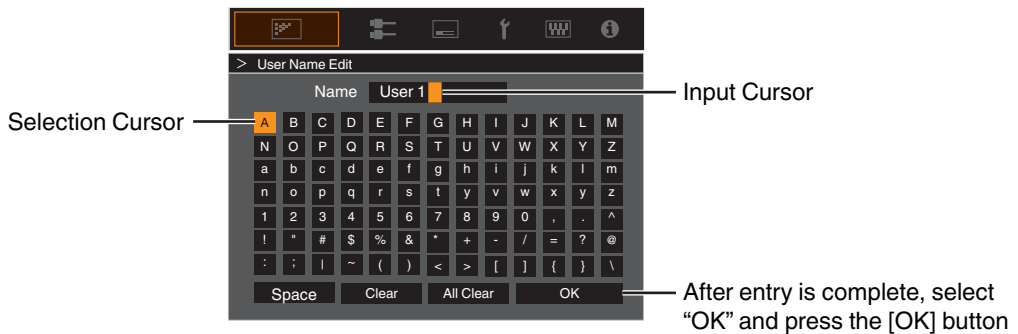 > User Name Edit
Name User 1
Input Cursor
Selection Cursor
A B C D E F G H I J K L M
N O P Q R S T U V W X Y Z
a b c d e f g h i j k l m
n o p q r s t y v w x y z
1 2 3 4 5 6 7 8 9 0 , . ^
! " # $ % & * + - / = ? @
: ; | ~ ( ) < > [ ] { } \
Space Clear All Clear OK
After entry is complete, select
“OK” and press the [OK] button